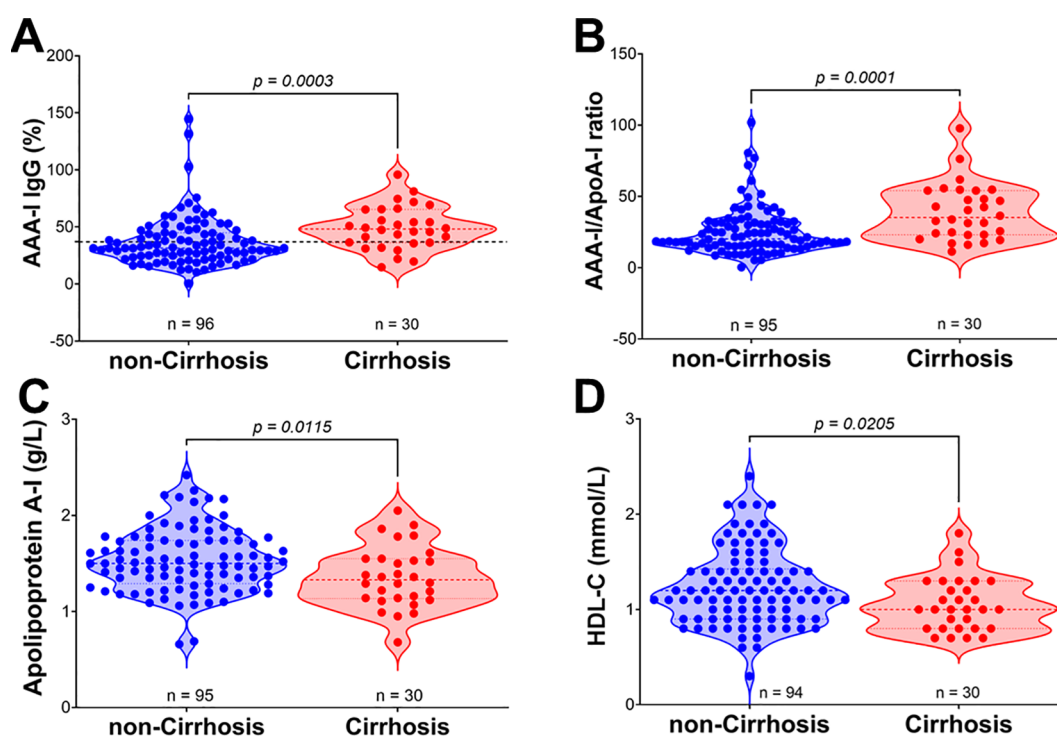 A
AAA-I IgG (%)
200
150
100
50
0
-50
p = 0.0003
n = 96
n = 30
non-Cirrhosis
Cirrhosis
B
AAA-I/ApoA-I ratio
150
100
50
0
-50
p = 0.0001
n = 95
n = 30
non-Cirrhosis
Cirrhosis
C
Apolipoprotein A-I (g/L)
3
2
1
0
p = 0.0115
n = 95
n = 30
non-Cirrhosis
Cirrhosis
D
HDL-C (mmol/L)
3
2
1
0
p = 0.0205
n = 94
n = 30
non-Cirrhosis
Cirrhosis